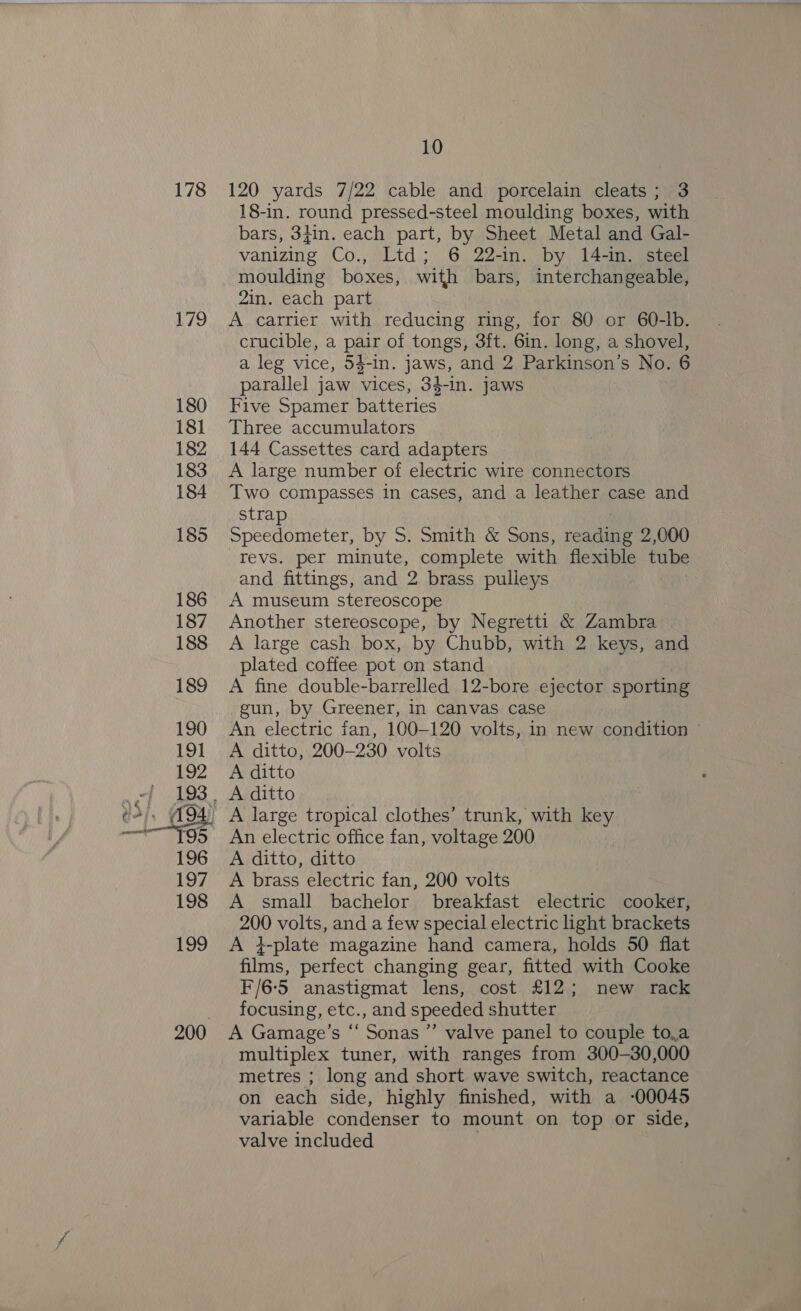 10
178 120 yards 7/22 cable and porcelain cleats ; 3
18-in. round pressed-steel moulding boxes, with
bars, 3¼in. each part, by Sheet Metal and Gal-
vanizing Co., Ltd ; 6 22-in. by 14-in. steel
moulding boxes, with bars, interchangeable,
2in. each part
179 A carrier with reducing ring, for 80 or 60-lb.
crucible, a pair of tongs, 3ft. 6in. long, a shovel,
a leg vice, 5½-in. jaws, and 2 Parkinson's No. 6
parallel jaw vices, 3½-in. jaws
180 Five Spamer batteries
181 Three accumulators
182 144 Cassettes card adapters
183 A large number of electric wire connectors
184 Two compasses in cases, and a leather case and
strap
185 Speedometer, by S. Smith & Sons, reading 2,000
revs. per minute, complete with flexible tube
and fittings, and 2 brass pulleys
186 A museum stereoscope
187 Another stereoscope, by Negretti & Zambra
188 A large cash box, by Chubb, with 2 keys, and
plated coffee pot on stand
189 A fine double-barrelled 12-bore ejector sporting
gun, by Greener, in canvas case
190 An electric fan, 100–120 volts, in new condition
191 A ditto, 200–230 volts
192 A ditto
193 A ditto
194 A large tropical clothes' trunk, with key
195 An electric office fan, voltage 200
196 A ditto, ditto
197 A brass electric fan, 200 volts
198 A small bachelor breakfast electric cooker,
200 volts, and a few special electric light brackets
199 A ¼-plate magazine hand camera, holds 50 flat
films, perfect changing gear, fitted with Cooke
F/6·5 anastigmat lens, cost £12 ; new rack
focusing, etc., and speeded shutter
200 A Gamage's “ Sonas ” valve panel to couple to a
multiplex tuner, with ranges from 300–30,000
metres ; long and short wave switch, reactance
on each side, highly finished, with a ·00045
variable condenser to mount on top or side,
valve included